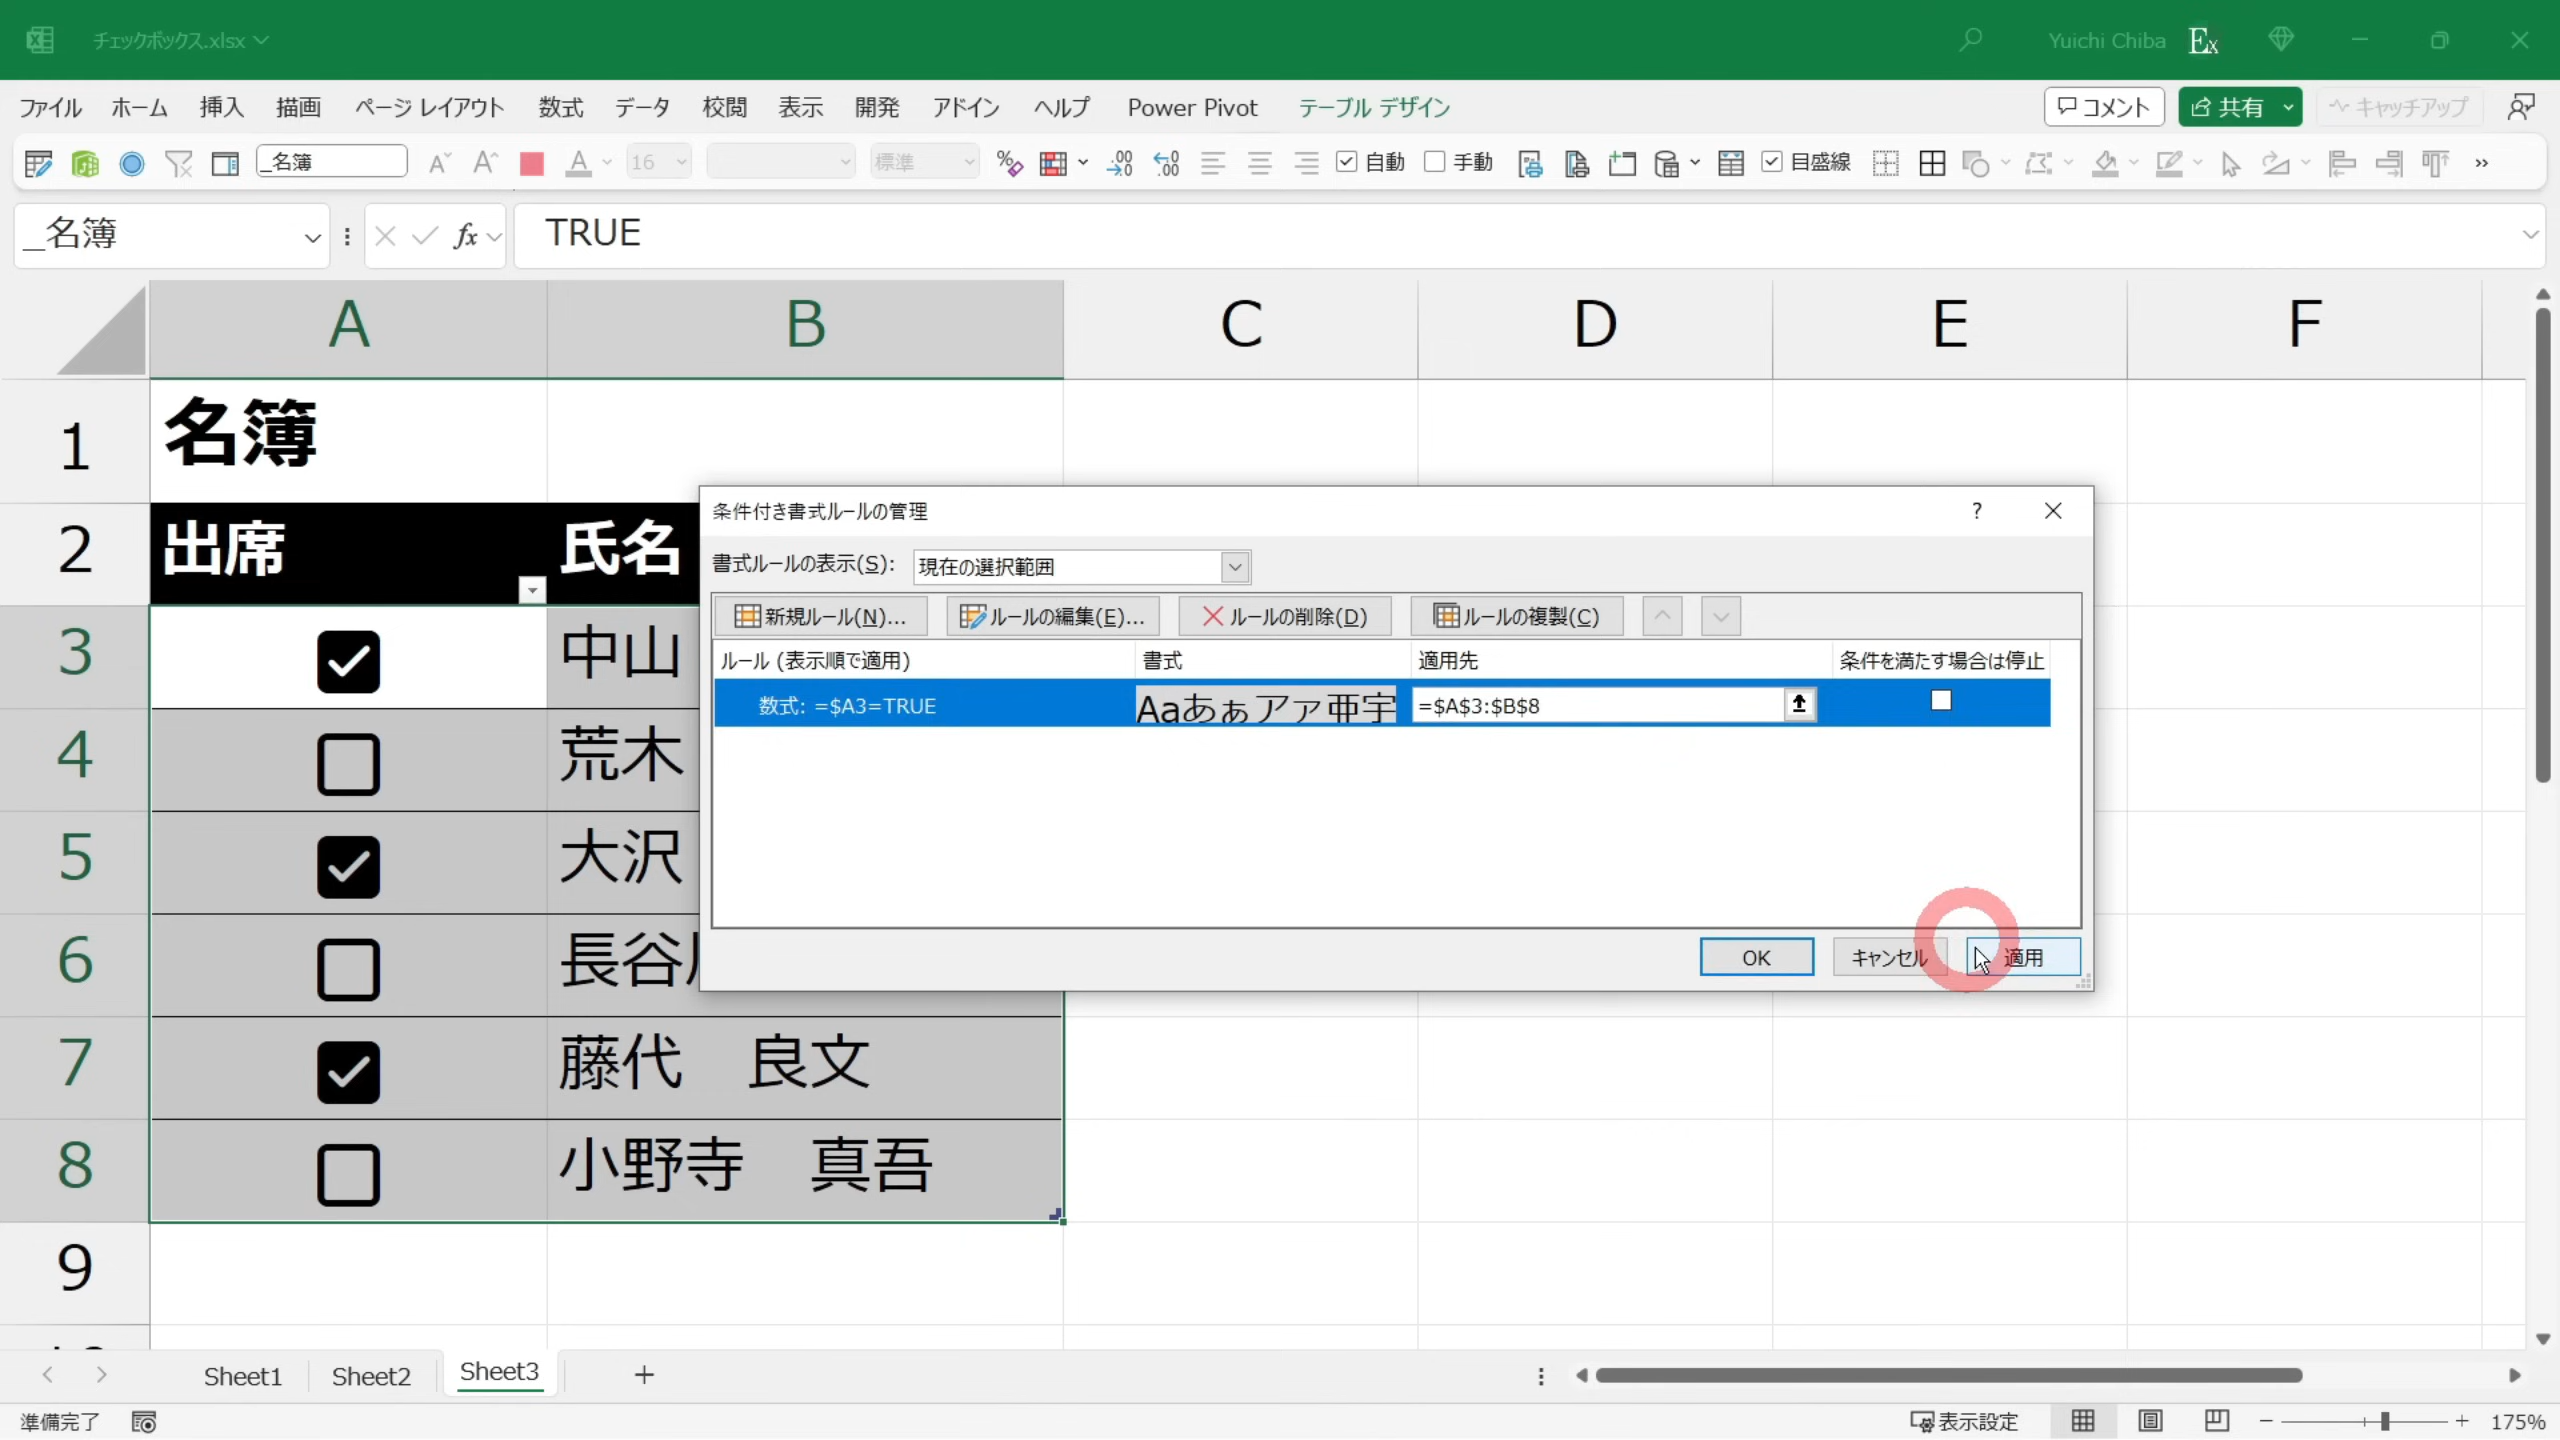 チェックボックス.xlsx
Yuichi Chiba
Ex
ファイル ホーム 挿入 描画 ページ レイアウト 数式 データ 校閲 表示 開発 アドイン ヘルプ Power Pivot テーブル デザイン
コメント 共有 キャッチアップ
_名簿 16 標準 自動 手動 目盛線
_名簿 fx TRUE
A B C D E F
1 名簿
2 出席 氏名
3 中山
4 荒木
5 大沢
6 長谷
7 藤代 良文
8 小野寺 真吾
9
条件付き書式ルールの管理
書式ルールの表示(S): 現在の選択範囲
新規ルール(N)... ルールの編集(E)... ルールの削除(D) ルールの複製(C)
ルール (表示順で適用) 書式 適用先 条件を満たす場合は停止
数式: =$A3=TRUE Aaあぁアァ亜宇 =$A$3:$B$8
OK キャンセル 適用
Sheet1 Sheet2 Sheet3
準備完了 表示設定 175%